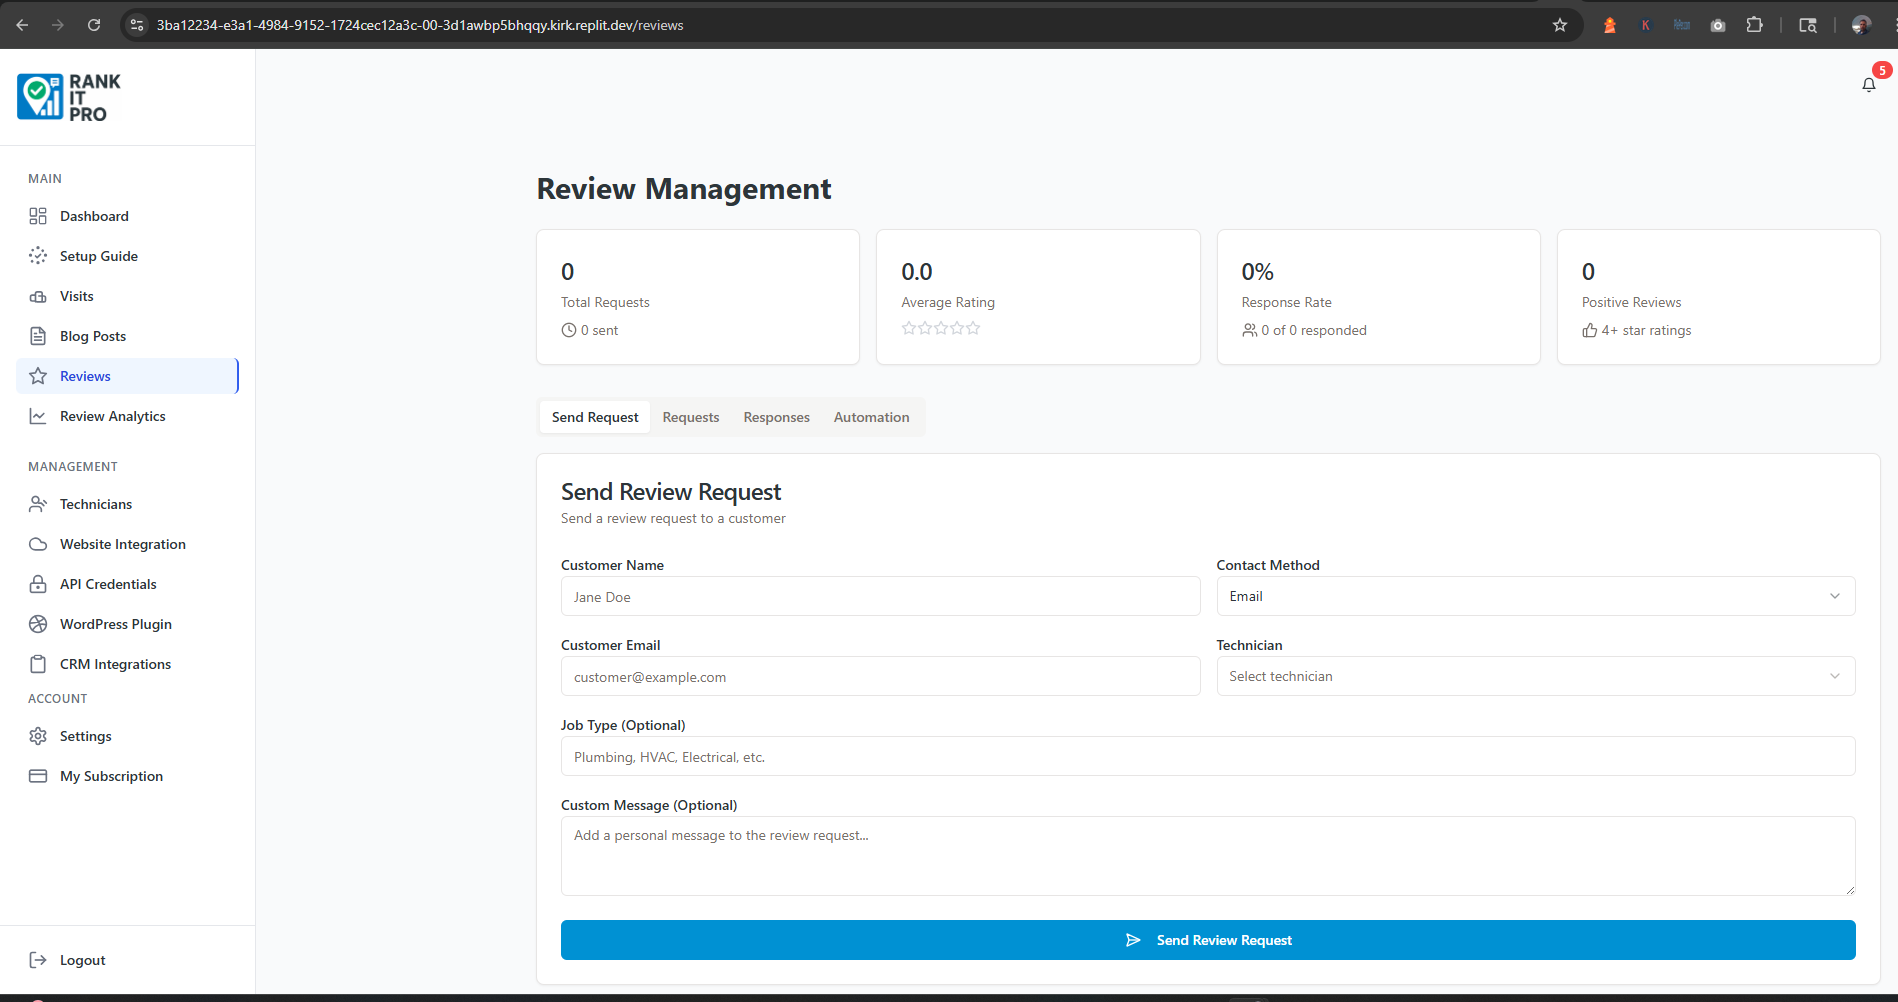 3ba12234-e3a1-4984-9152-1724cec12a3c-00-3d1awbp5bhqqy.kirk.replit.dev/reviews
K
RANK
IT
PRO
5
MAIN
Dashboard
Setup Guide
Visits
Blog Posts
Reviews
Review Analytics
MANAGEMENT
Technicians
Website Integration
API Credentials
WordPress Plugin
CRM Integrations
ACCOUNT
Settings
My Subscription
Logout
Review Management
0
Total Requests
0 sent
0.0
Average Rating
0%
Response Rate
0 of 0 responded
0
Positive Reviews
4+ star ratings
Send Request Requests Responses Automation
Send Review Request
Send a review request to a customer
Customer Name
Jane Doe
Contact Method
Email
Customer Email
customer@example.com
Technician
Select technician
Job Type (Optional)
Plumbing, HVAC, Electrical, etc.
Custom Message (Optional)
Add a personal message to the review request...
Send Review Request